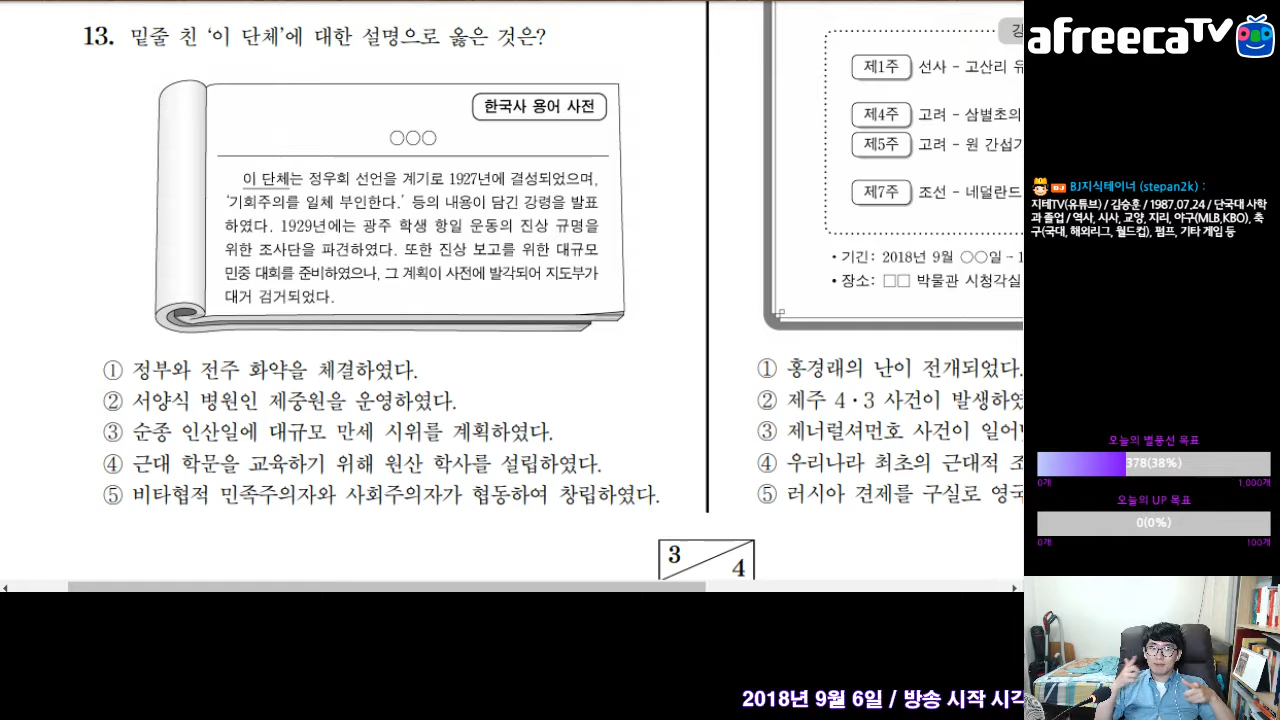 13. 밑줄 친 '이 단체'에 대한 설명으로 옳은 것은?
한국사 용어 사전
○○○
이 단체는 정우회 선언을 계기로 1927년에 결성되었으며,
'기회주의를 일체 부인한다.' 등의 내용이 담긴 강령을 발표
하였다. 1929년에는 광주 학생 항일 운동의 진상 규명을
위한 조사단을 파견하였다. 또한 진상 보고를 위한 대규모
민중 대회를 준비하였으나, 그 계획이 사전에 발각되어 지도부가
대거 검거되었다.
① 정부와 전주 화약을 체결하였다.
② 서양식 병원인 제중원을 운영하였다.
③ 순종 인산일에 대규모 만세 시위를 계획하였다.
④ 근대 학문을 교육하기 위해 원산 학사를 설립하였다.
⑤ 비타협적 민족주의자와 사회주의자가 협동하여 창립하였다.
3
4
강
제1주 선사 - 고산리 유
제4주 고려 - 삼별초의
제5주 고려 - 원 간섭기
제7주 조선 - 네덜란드
• 기간: 2018년 9월 ○○일 - 1
• 장소: □□ 박물관 시청각실
① 홍경래의 난이 전개되었다.
② 제주 4·3 사건이 발생하였
③ 제너럴셔먼호 사건이 일어
④ 우리나라 최초의 근대적 조
⑤ 러시아 견제를 구실로 영국
afreecaTV
BJ BJ지식테이너 (stepan2k) :
지테TV(유튜브) / 김승훈 / 1987,07,24 / 단국대 사학
과 졸업 / 역사, 시사, 교양, 지리, 야구(MLB,KBO), 축
구(국대, 해외리그, 월드컵), 펌프, 기타 게임 등
오늘의 별풍선 목표
378(38%)
0개 1,000개
오늘의 UP 목표
0(0%)
0개 100개
2018년 9월 6일 / 방송 시작 시각